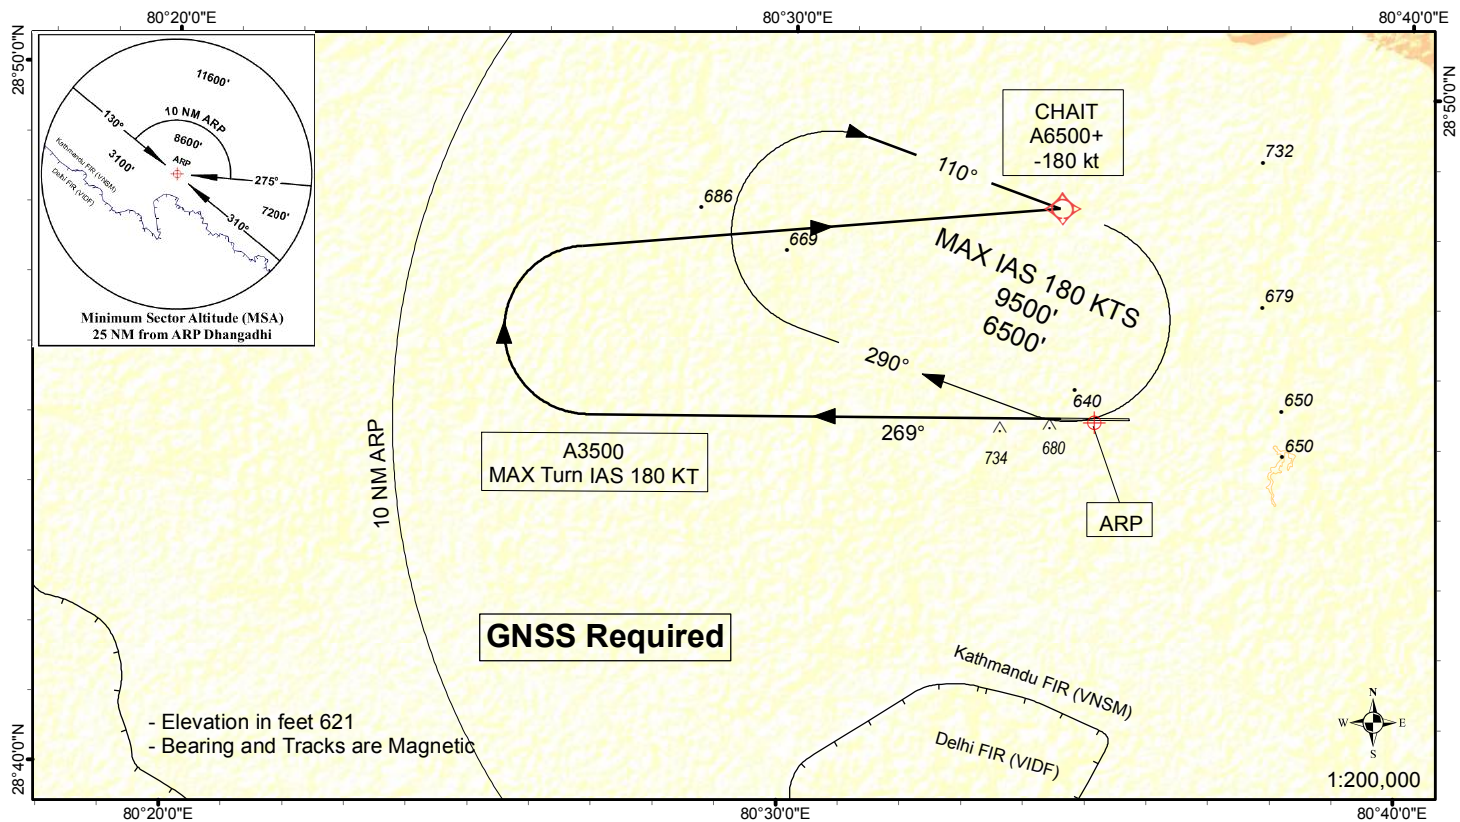 80°20'0"E
80°30'0"E
80°40'0"E
28°50'0"N
28°50'0"N
11600'
130°
10 NM ARP
8600'
ARP
3100'
Kathmandu FIR (VNSM)
Delhi FIR (VIDF)
275°
7200'
310°
Minimum Sector Altitude (MSA)
25 NM from ARP Dhangadhi
CHAIT
A6500+
-180 kt
732
110°
686
669
MAX IAS 180 KTS
9500'
6500'
679
290°
640
650
269°
734
680
650
A3500
MAX Turn IAS 180 KT
10 NM ARP
ARP
GNSS Required
Kathmandu FIR (VNSM)
Delhi FIR (VIDF)
- Elevation in feet 621
- Bearing and Tracks are Magnetic
N
W
E
S
1:200,000
28°40'0"N
28°40'0"N
80°20'0"E
80°30'0"E
80°40'0"E